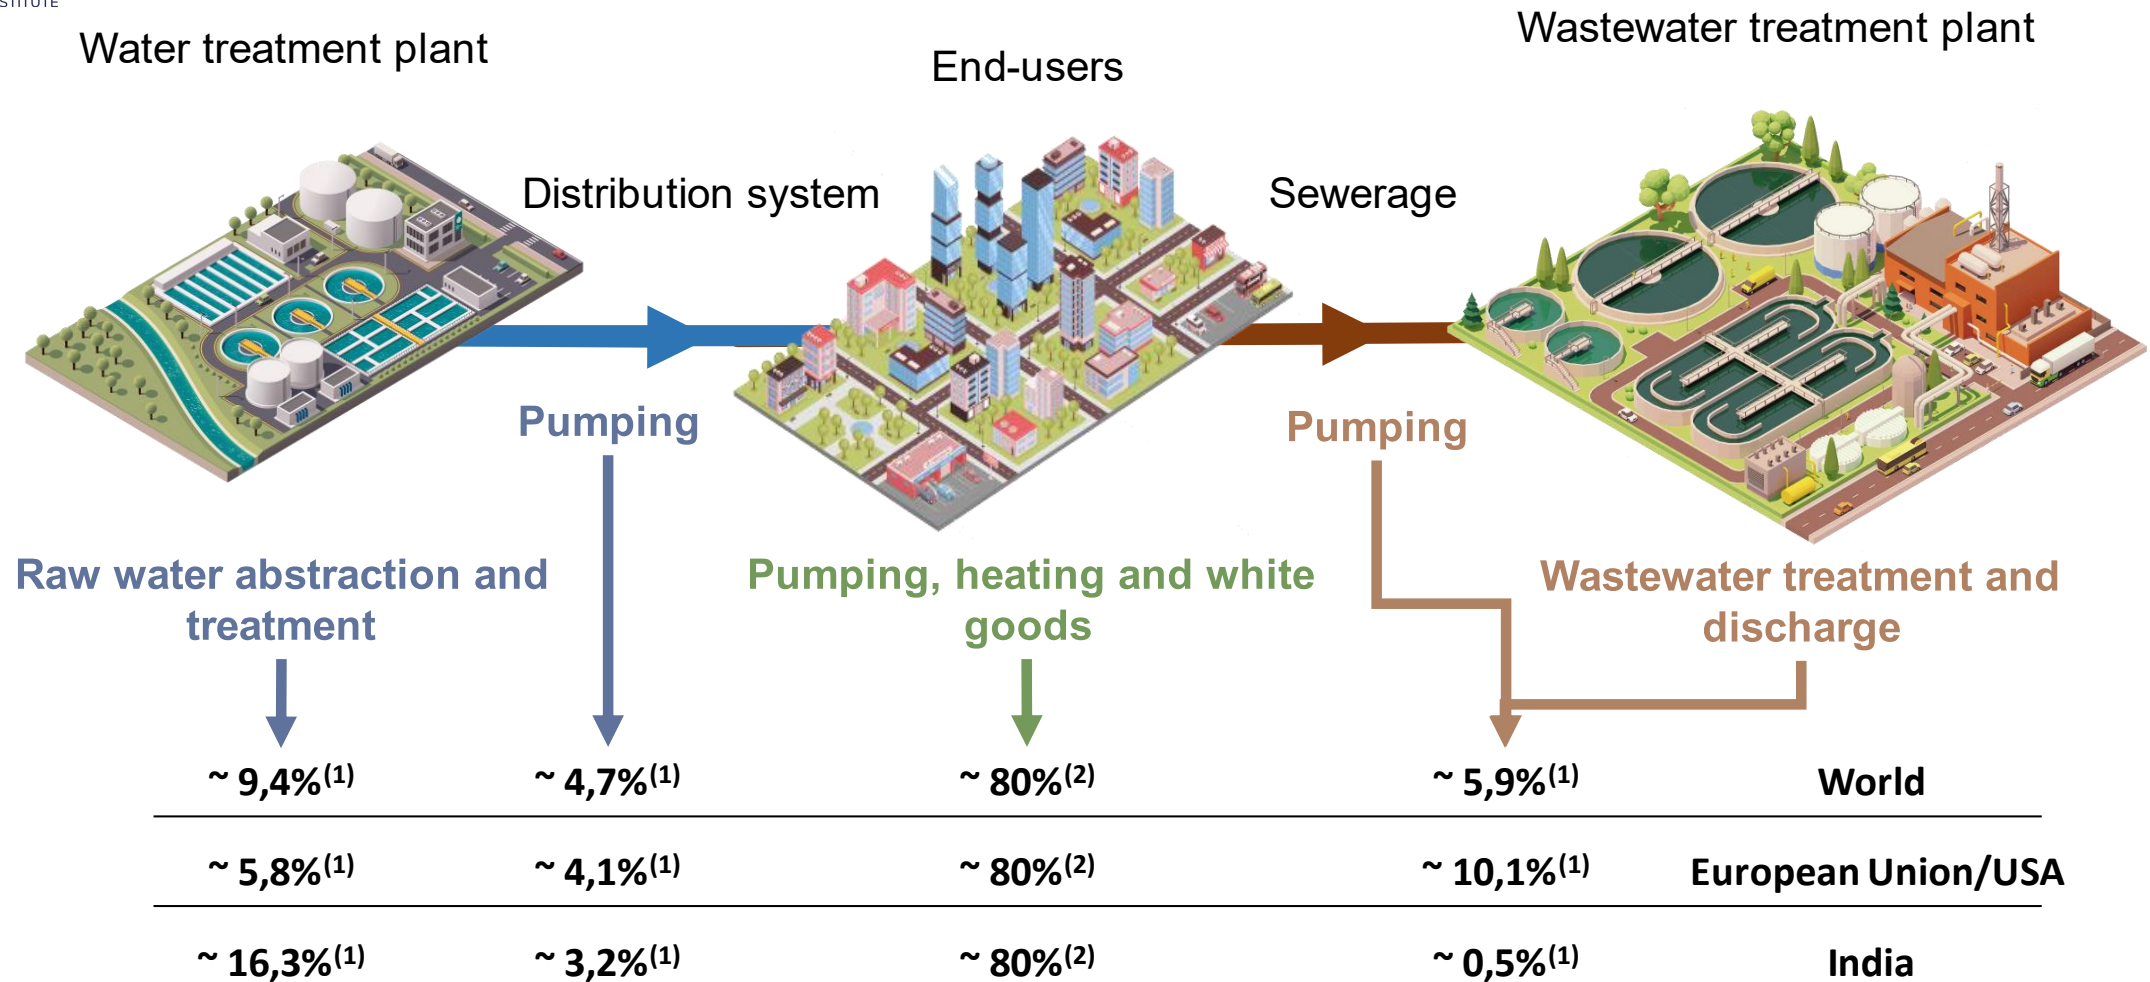 STITUTE
Water treatment plant
End-users
Wastewater treatment plant
Distribution system
Sewerage
Pumping
Pumping
Raw water abstraction and
treatment
Pumping, heating and white
goods
Wastewater treatment and
discharge
~ 9,4%(1) ~ 4,7%(1) ~ 80%(2) ~ 5,9%(1) World
~ 5,8%(1) ~ 4,1%(1) ~ 80%(2) ~ 10,1%(1) European Union/USA
~ 16,3%(1) ~ 3,2%(1) ~ 80%(2) ~ 0,5%(1) India